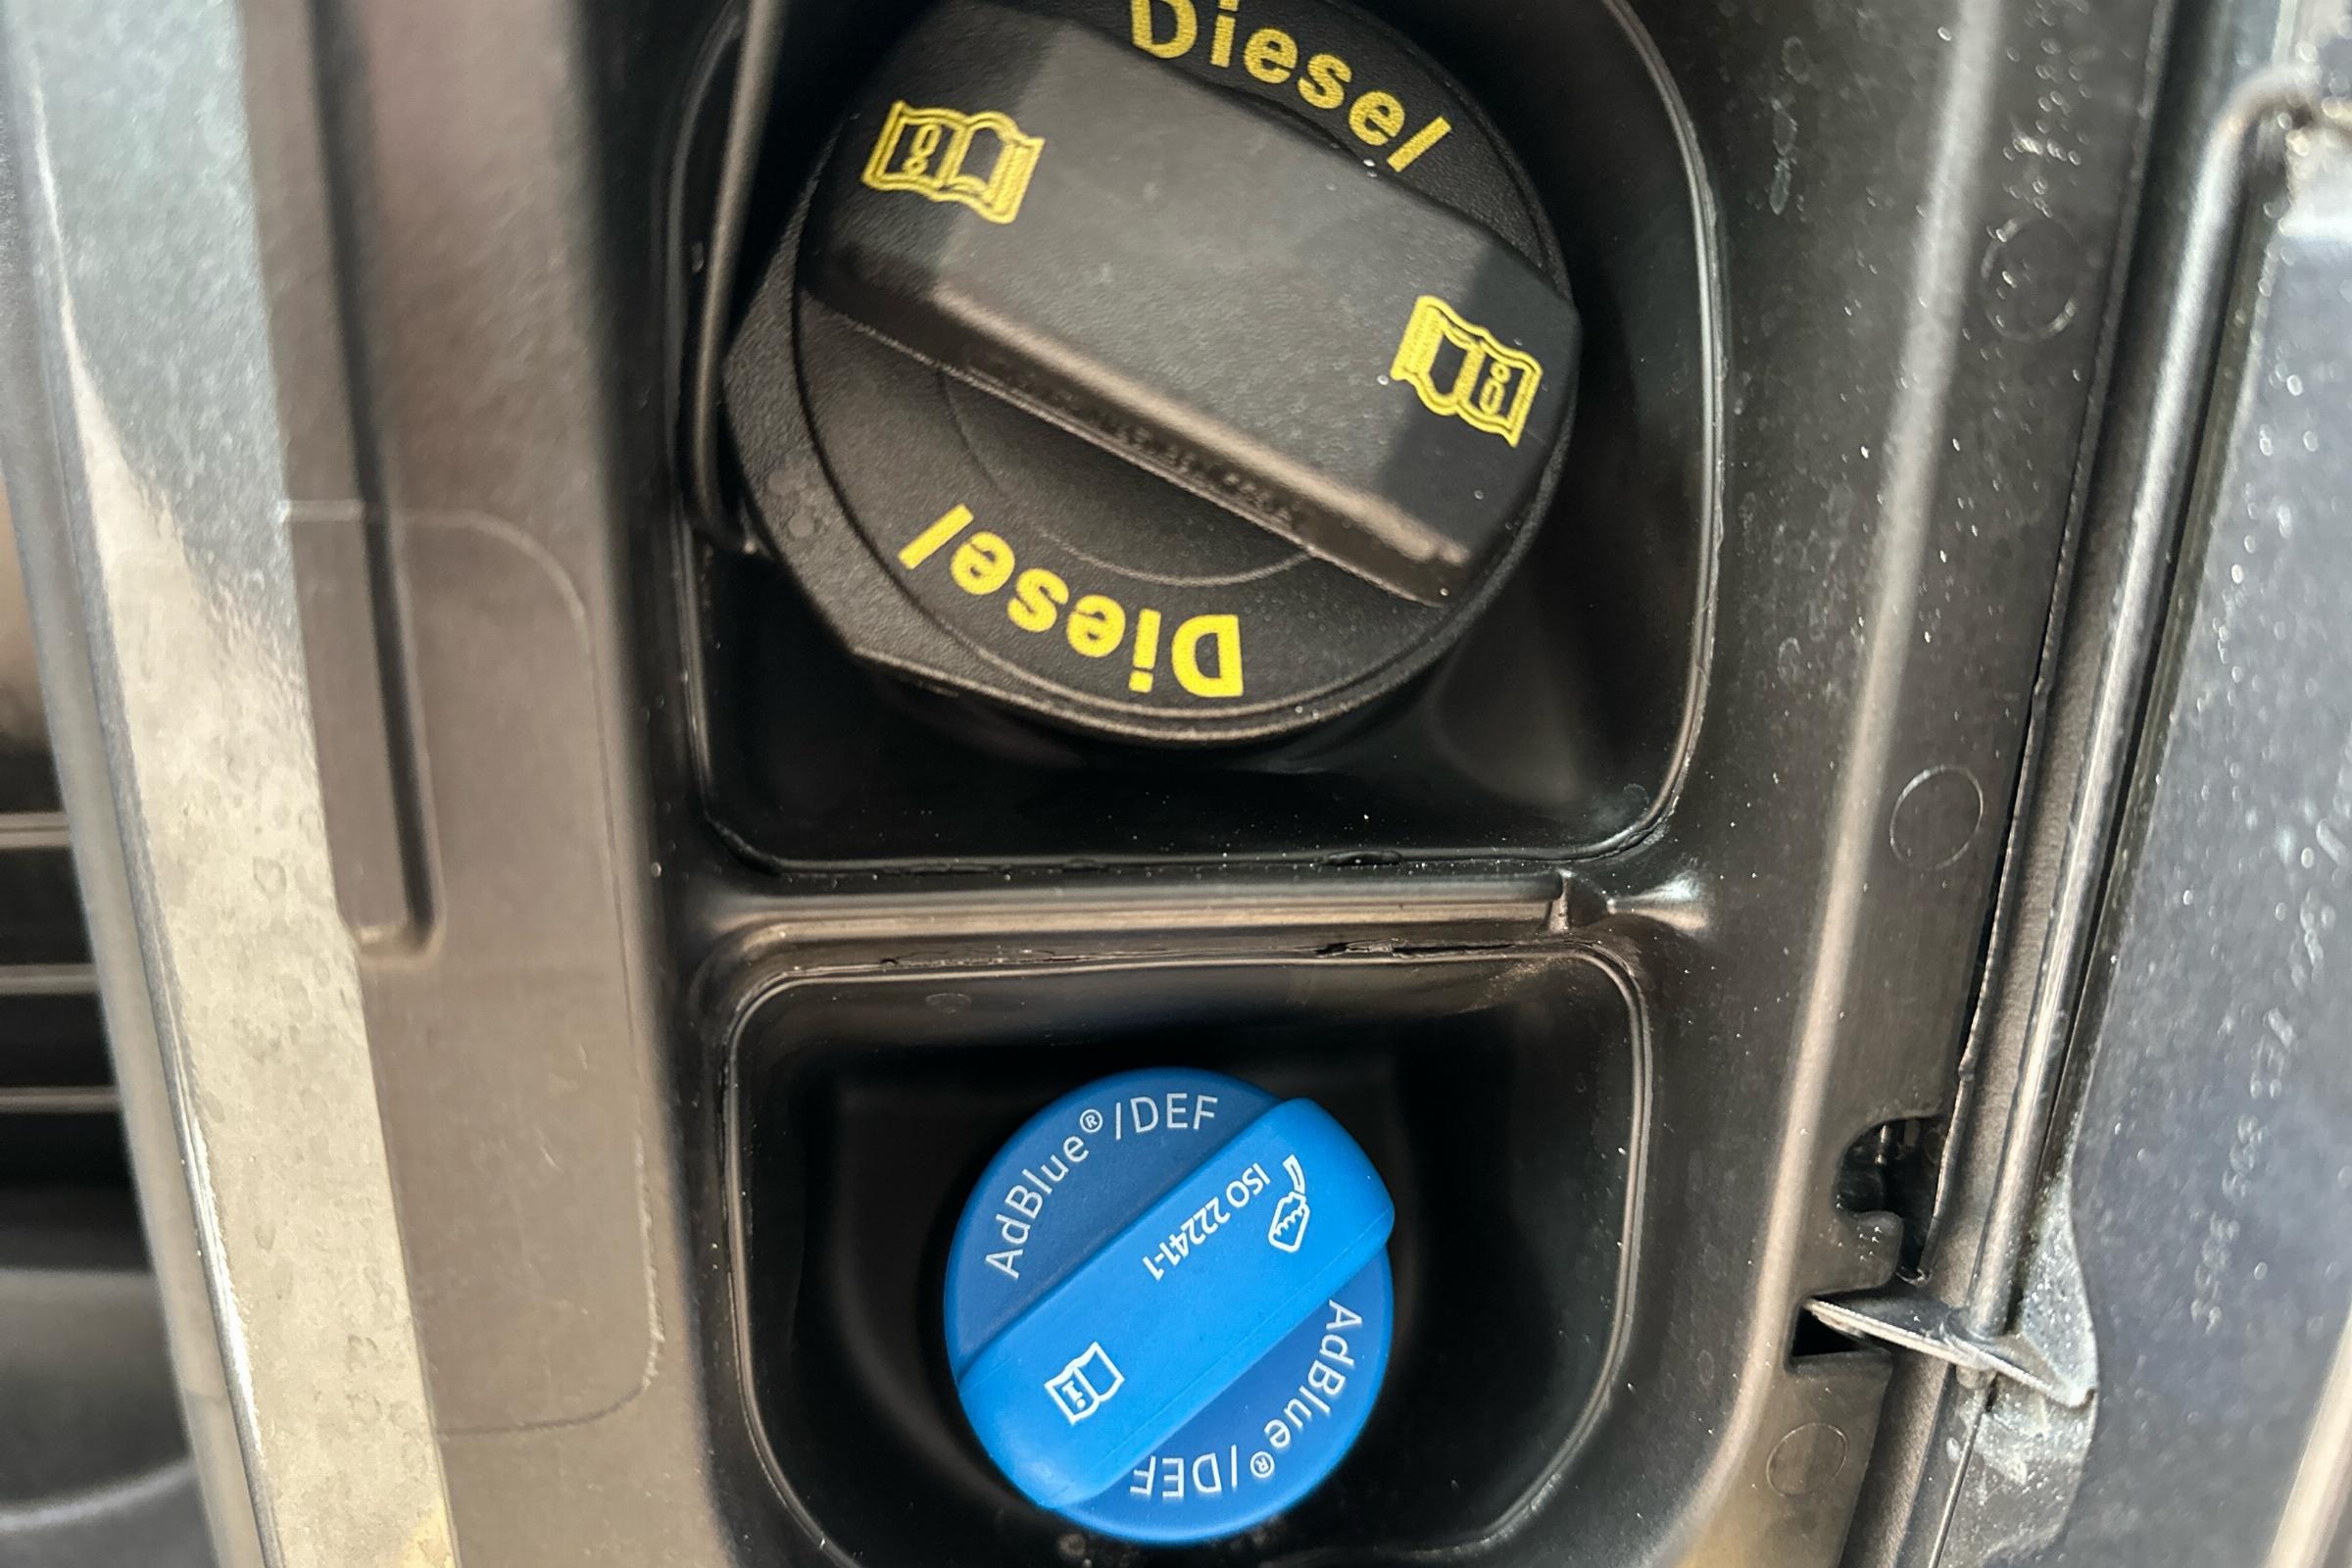 Diesel
Diesel
AdBlue®/DEF
ISO 22241-1
AdBlue®/DEF